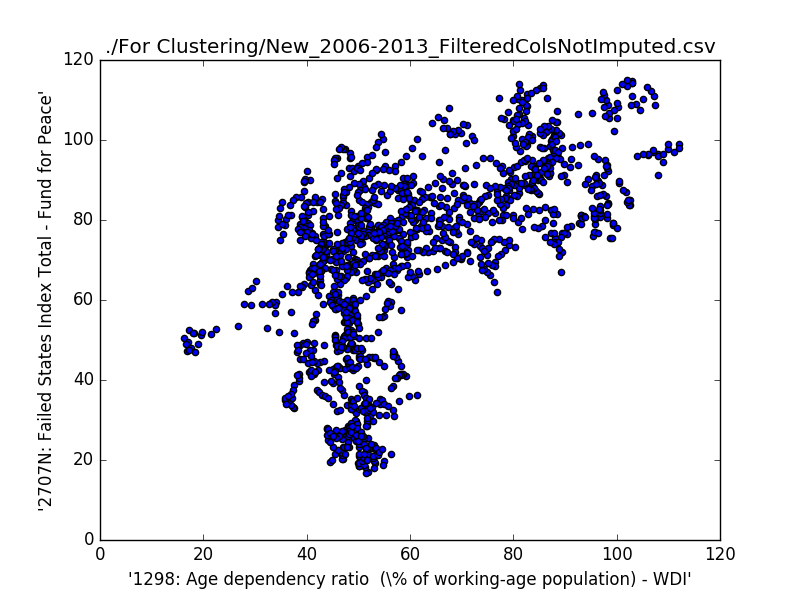 ./For Clustering/New_2006-2013_FilteredColsNotImputed.csv
120
100
80
60
40
20
0
'2707N: Failed States Index Total - Fund for Peace'
0 20 40 60 80 100 120
'1298: Age dependency ratio  (\% of working-age population) - WDI'